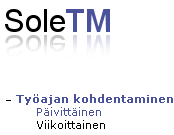 SoleTM
– Työajan kohdentaminen
Päivittäinen
Viikoittainen